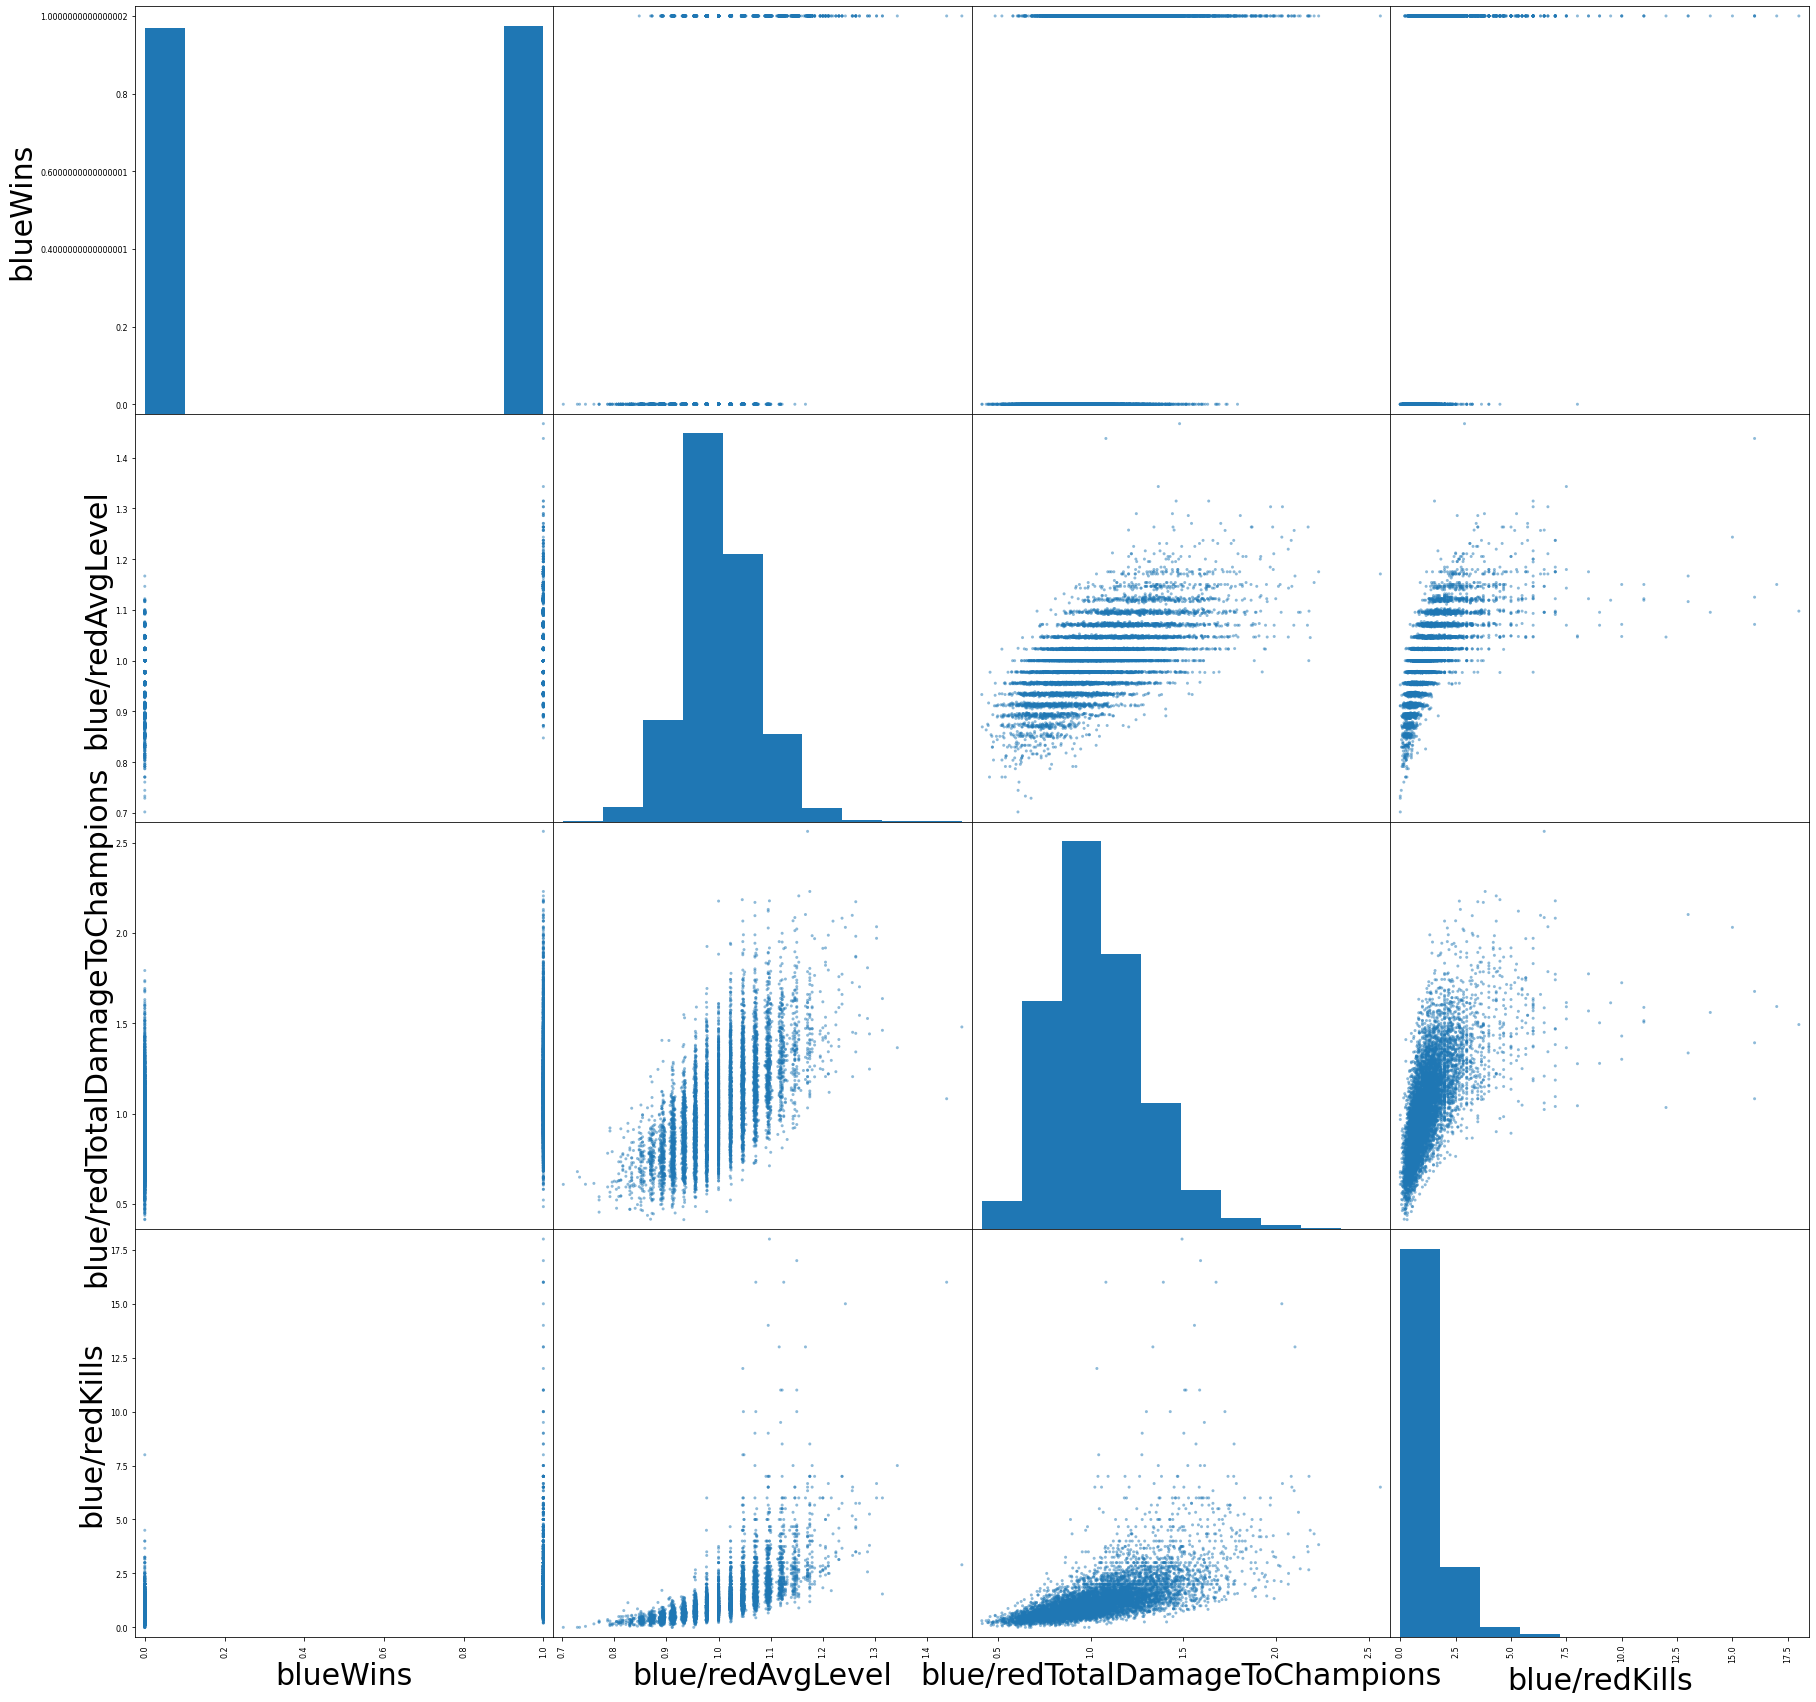 1.0000000000000002
0.8
0.6000000000000001
0.4000000000000001
0.2
0.0
blueWins
1.4
1.3
1.2
1.1
1.0
0.9
0.8
0.7
blue/redAvgLevel
2.5
2.0
1.5
1.0
0.5
blue/redTotalDamageToChampions
17.5
15.0
12.5
10.0
7.5
5.0
2.5
0.0
blue/redKills
0.0 0.2 0.4 0.6 0.8 1.0
0.7 0.8 0.9 1.0 1.1 1.2 1.3 1.4
0.5 1.0 1.5 2.0 2.5
0.0 2.5 5.0 7.5 10.0 12.5 15.0 17.5
blueWins
blue/redAvgLevel
blue/redTotalDamageToChampions
blue/redKills